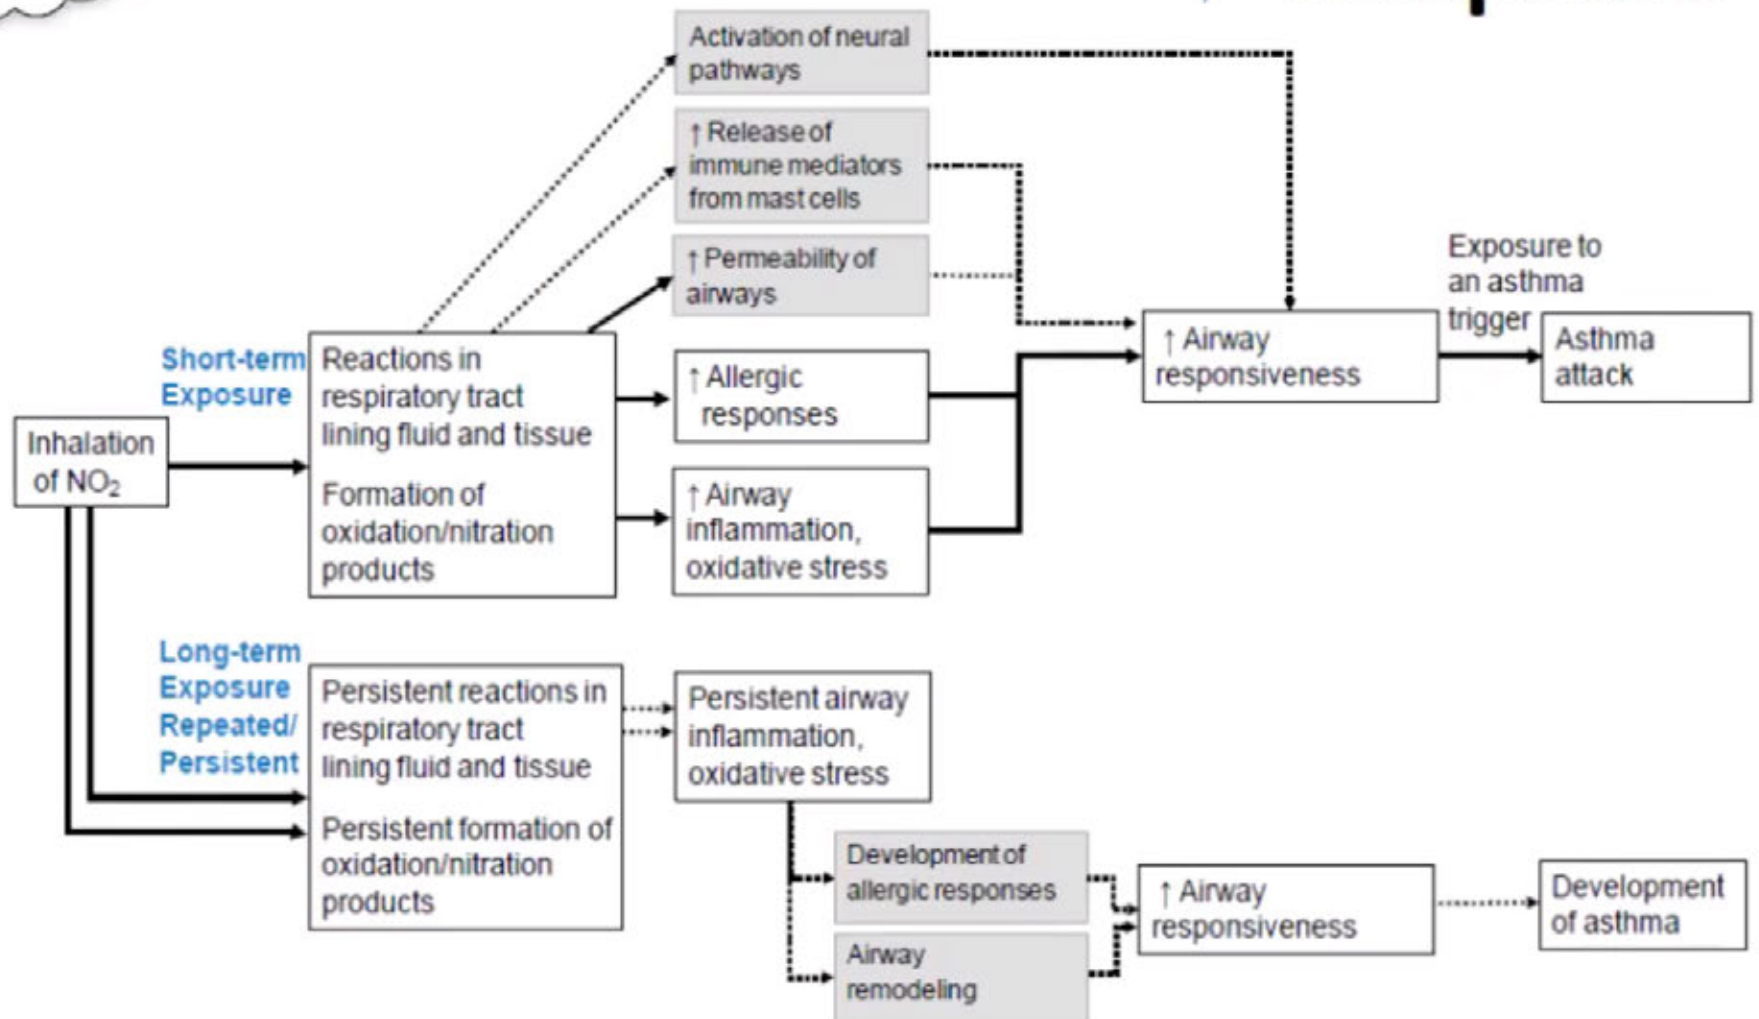 Activation of neural
pathways
↑ Release of
immune mediators
from mast cells
↑ Permeability of
airways
Exposure to
an asthma
trigger
Short-term
Exposure
Reactions in
respiratory tract
lining fluid and tissue
Formation of
oxidation/nitration
products
↑ Allergic
responses
↑ Airway
responsiveness
Asthma
attack
Inhalation
of NO₂
↑ Airway
inflammation,
oxidative stress
Long-term
Exposure
Repeated/
Persistent
Persistent reactions in
respiratory tract
lining fluid and tissue
Persistent formation of
oxidation/nitration
products
Persistent airway
inflammation,
oxidative stress
Development of
allergic responses
Airway
remodeling
↑ Airway
responsiveness
Development
of asthma